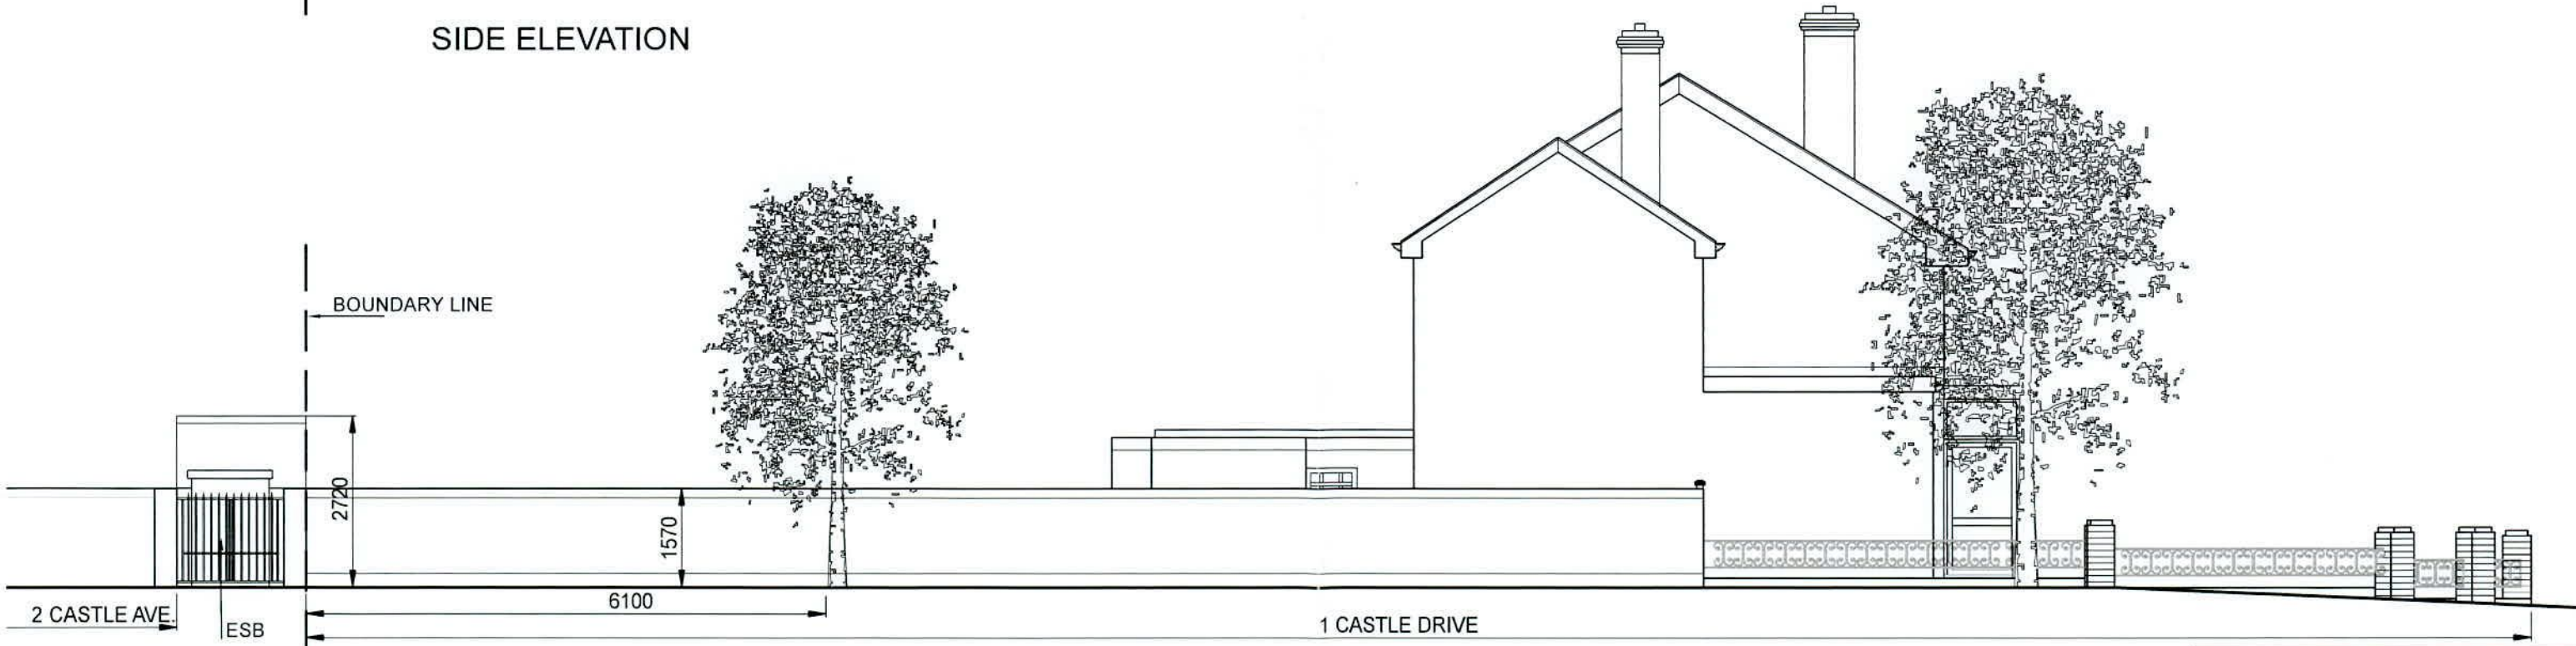 SIDE ELEVATION
BOUNDARY LINE
2720
1570
6100
2 CASTLE AVE.
ESB
1 CASTLE DRIVE